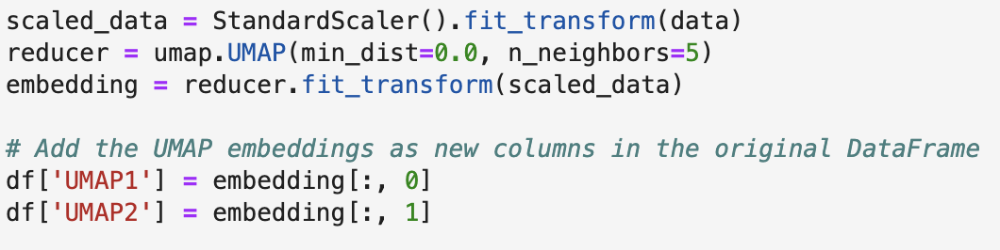 scaled_data = StandardScaler().fit_transform(data)
reducer = umap.UMAP(min_dist=0.0, n_neighbors=5)
embedding = reducer.fit_transform(scaled_data)
# Add the UMAP embeddings as new columns in the original DataFrame
df['UMAP1'] = embedding[:, 0]
df['UMAP2'] = embedding[:, 1]